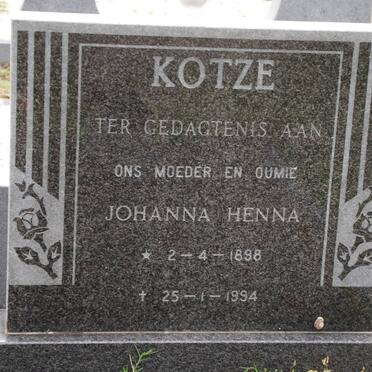 KOTZE
TER GEDAGTENIS AAN
ONS MOEDER EN OUMIE
JOHANNA HENNA
★ 2-4-1898
✝ 25-1-1994